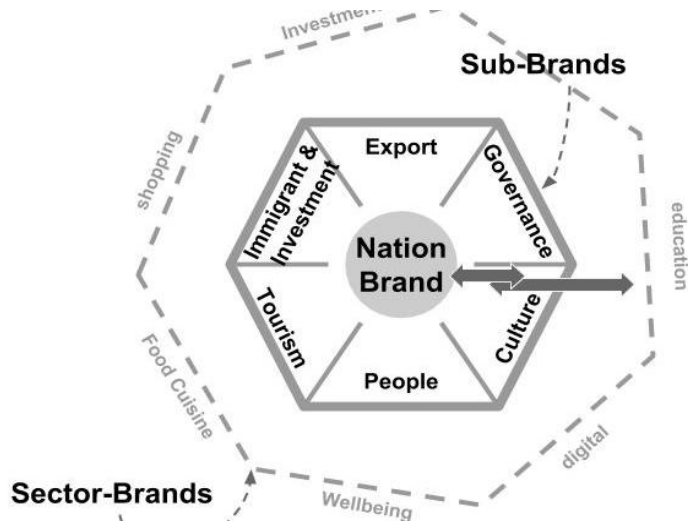 Investment
Sub-Brands
Export
Governance
shopping
Immigrant &
Investment
Nation
Brand
education
Tourism
Culture
People
Food Cuisine
digital
Sector-Brands
Wellbeing